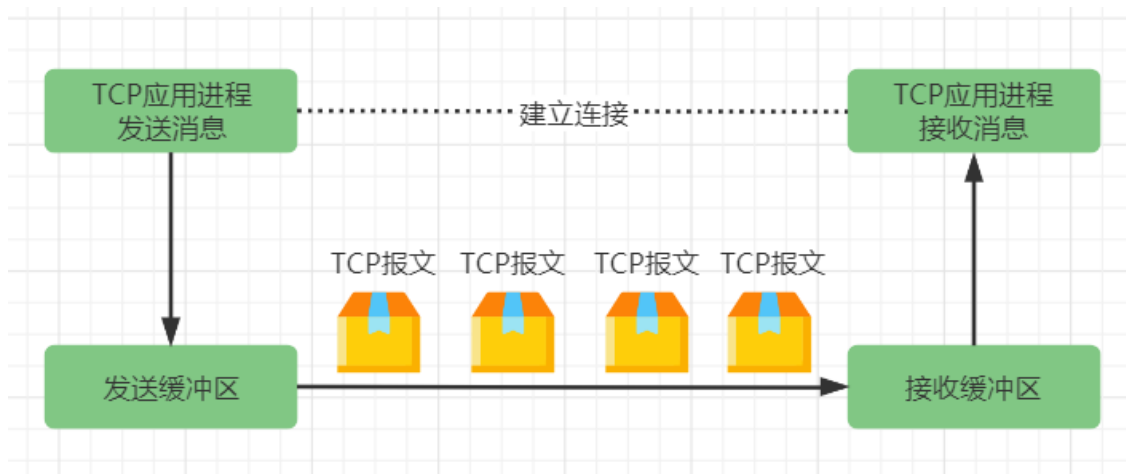 TCP应用进程
发送消息
建立连接
TCP应用进程
接收消息
TCP报文 TCP报文 TCP报文 TCP报文
发送缓冲区
接收缓冲区